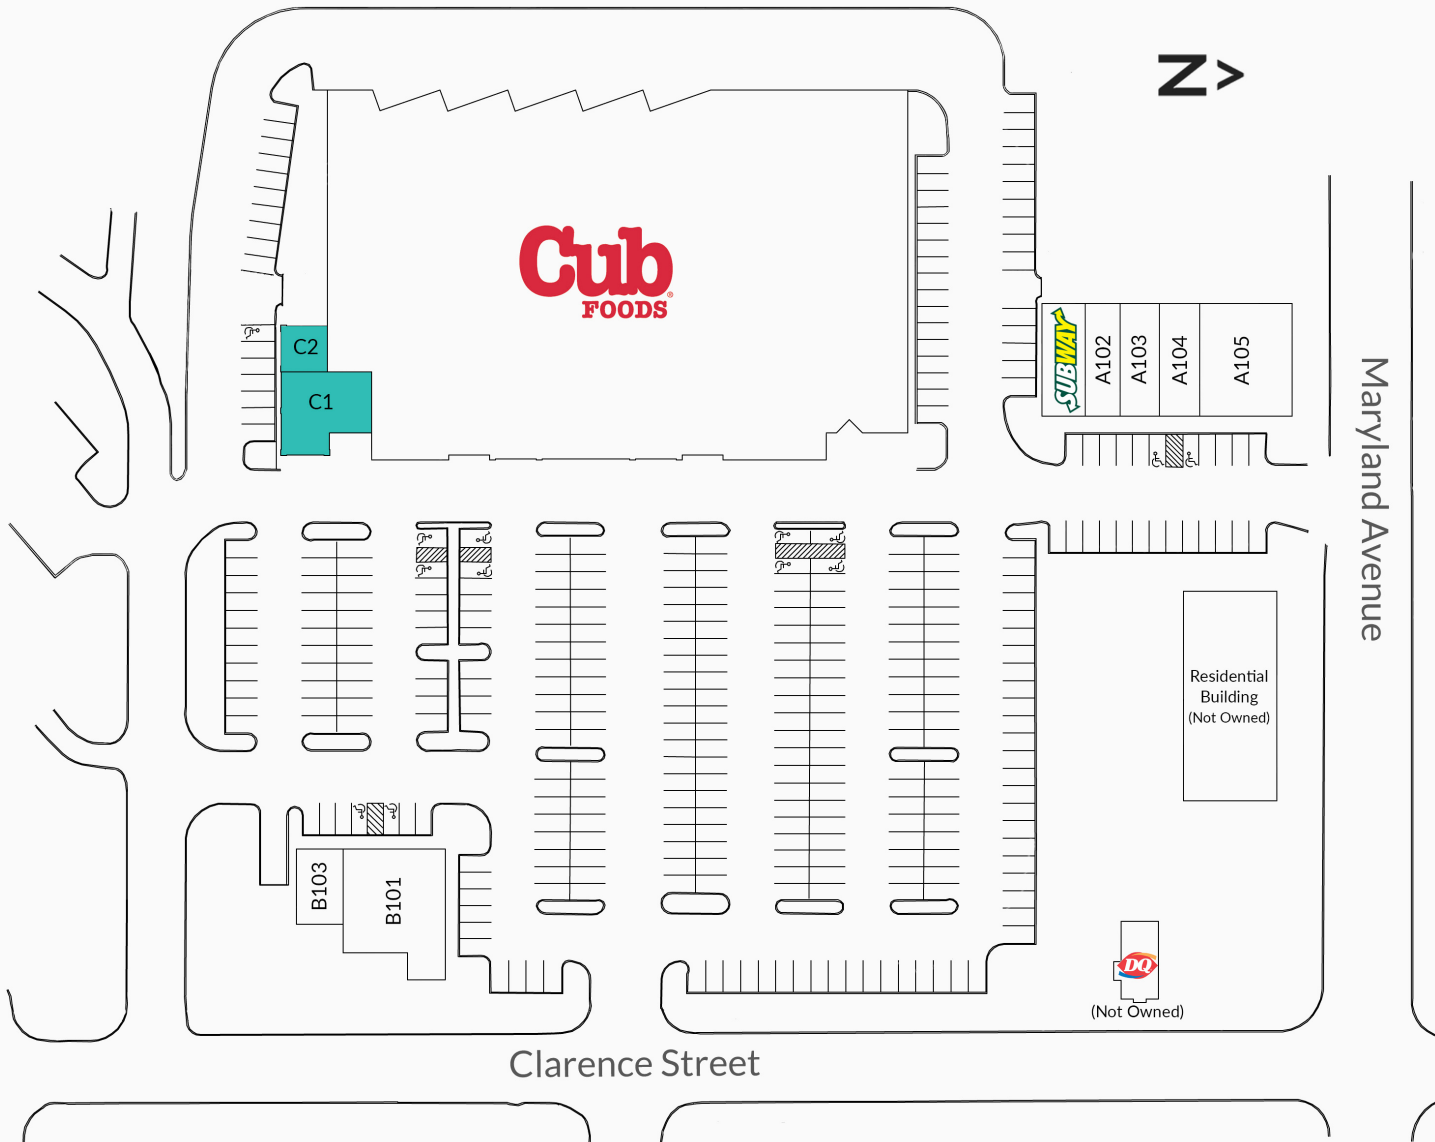 N >
Cub
FOODS®
C2
C1
SUBWAY
A102
A103
A104
A105
Maryland Avenue
Residential
Building
(Not Owned)
B103
B101
DQ
(Not Owned)
Clarence Street